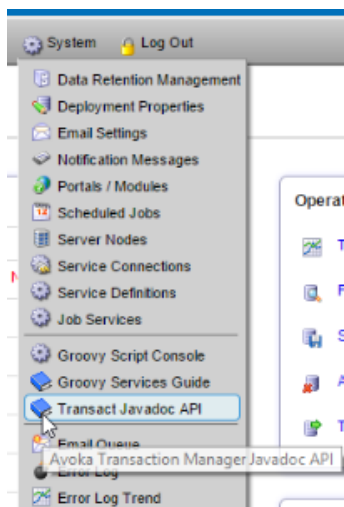 System Log Out
Data Retention Management
Deployment Properties
Email Settings
Notification Messages
Portals / Modules
Scheduled Jobs
Server Nodes
Service Connections
Service Definitions
Job Services
Groovy Script Console
Groovy Services Guide
Transact Javadoc API
Email Queue
Avoka Transaction Manager Javadoc API
Error Log
Error Log Trend
Operat
T
F
S
A
T